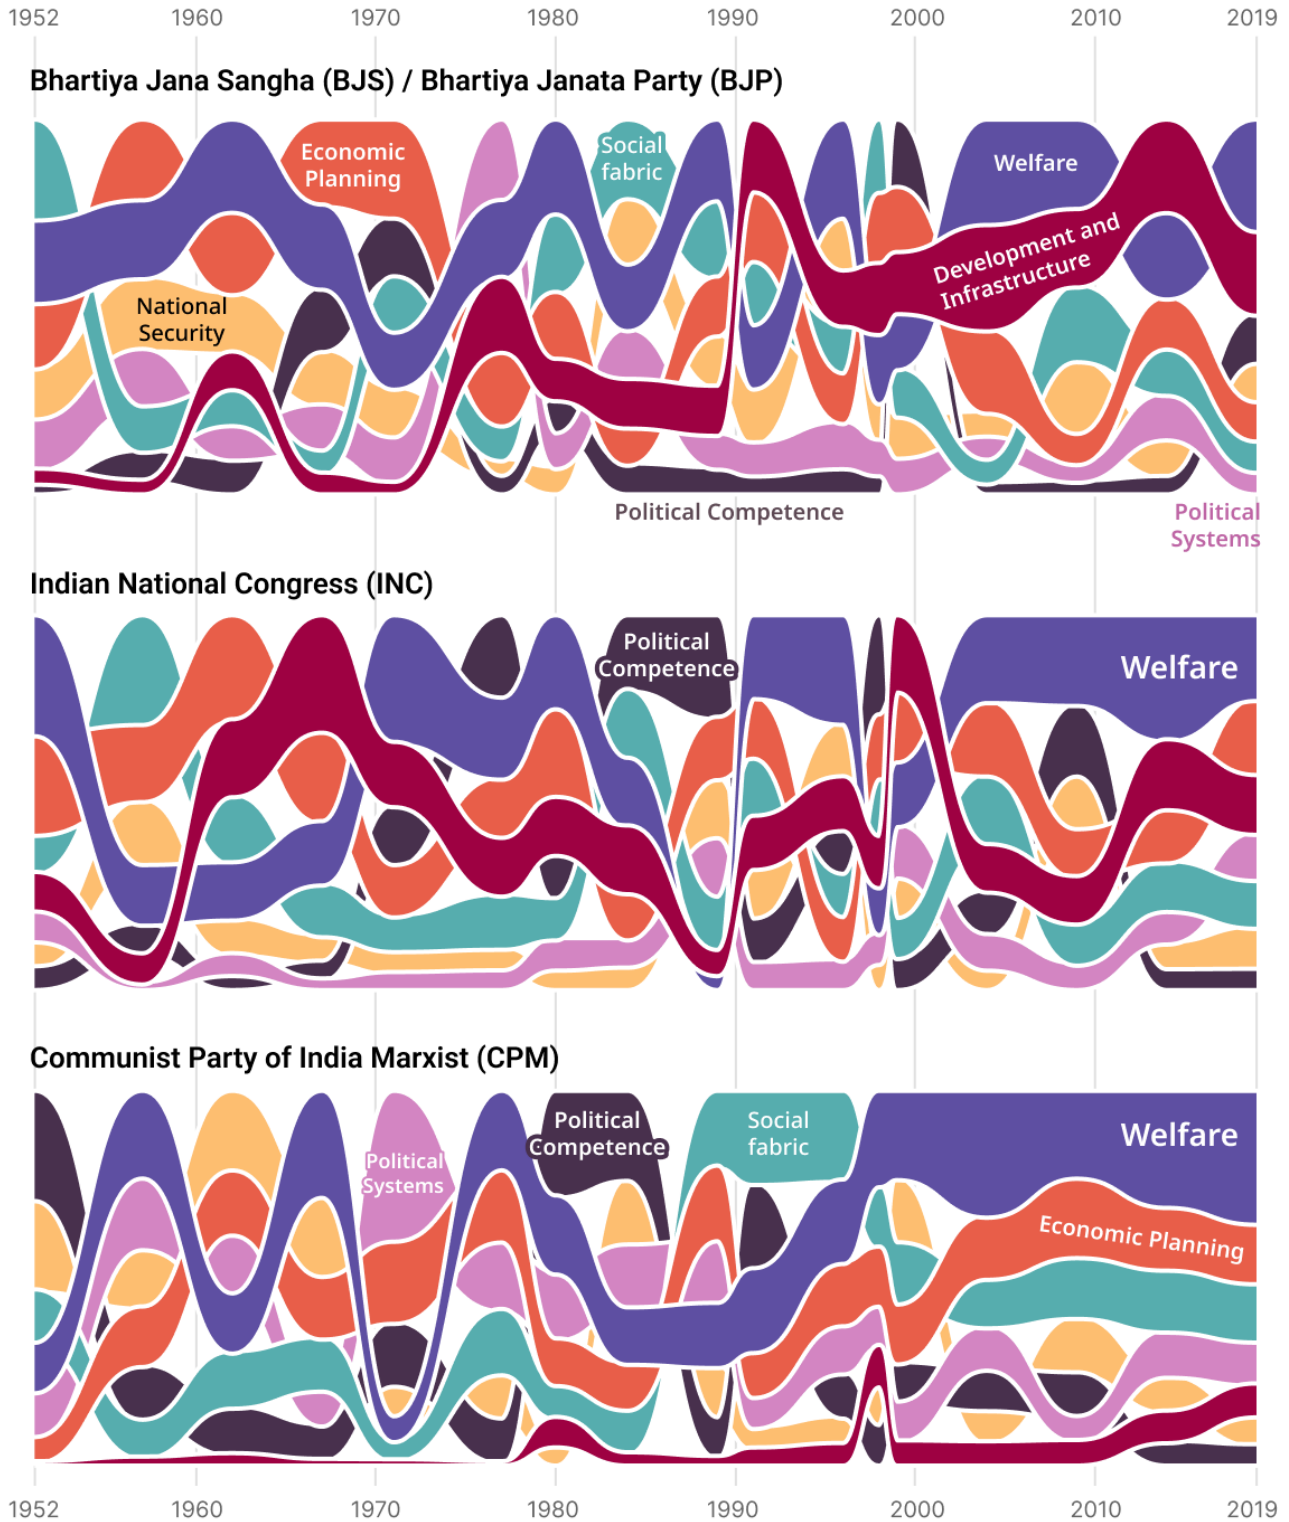 1952 1960 1970 1980 1990 2000 2010 2019
Bhartiya Jana Sangha (BJS) / Bhartiya Janata Party (BJP)
Economic
Planning
Social
fabric
Welfare
Development and
Infrastructure
National
Security
Political Competence
Political
Systems
Indian National Congress (INC)
Political
Competence
Welfare
Communist Party of India Marxist (CPM)
Political
Systems
Political
Competence
Social
fabric
Welfare
Economic Planning
1952 1960 1970 1980 1990 2000 2010 2019